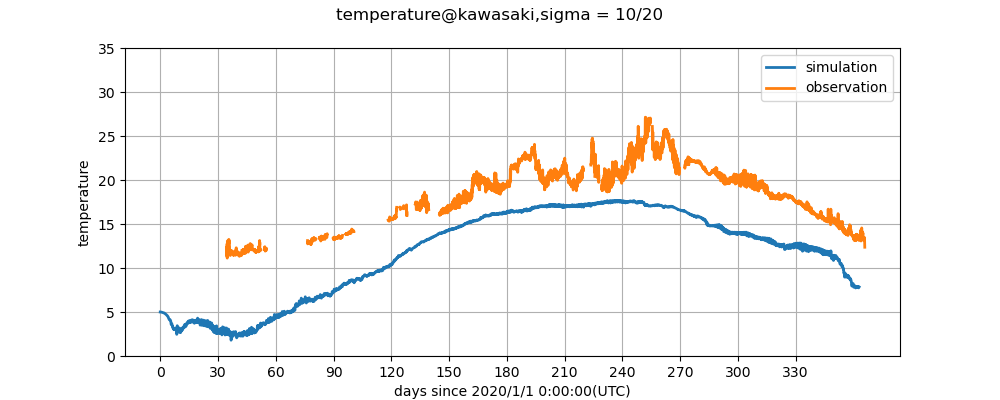 temperature@kawasaki,sigma = 10/20
35
30
25
20
15
10
5
0
temperature
simulation
observation
0 30 60 90 120 150 180 210 240 270 300 330
days since 2020/1/1 0:00:00(UTC)